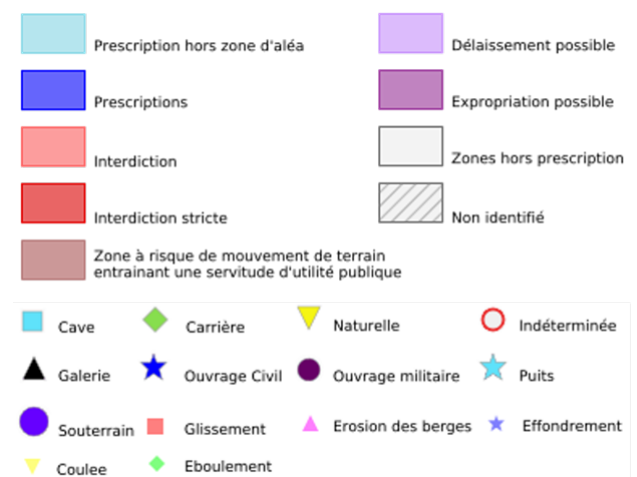 Prescription hors zone d'aléa
Délaissement possible
Prescriptions
Expropriation possible
Interdiction
Zones hors prescription
Interdiction stricte
Non identifié
Zone à risque de mouvement de terrain
entrainant une servitude d'utilité publique
Cave
Carrière
Naturelle
Indéterminée
Galerie
Ouvrage Civil
Ouvrage militaire
Puits
Souterrain
Glissement
Erosion des berges
Effondrement
Coulee
Eboulement